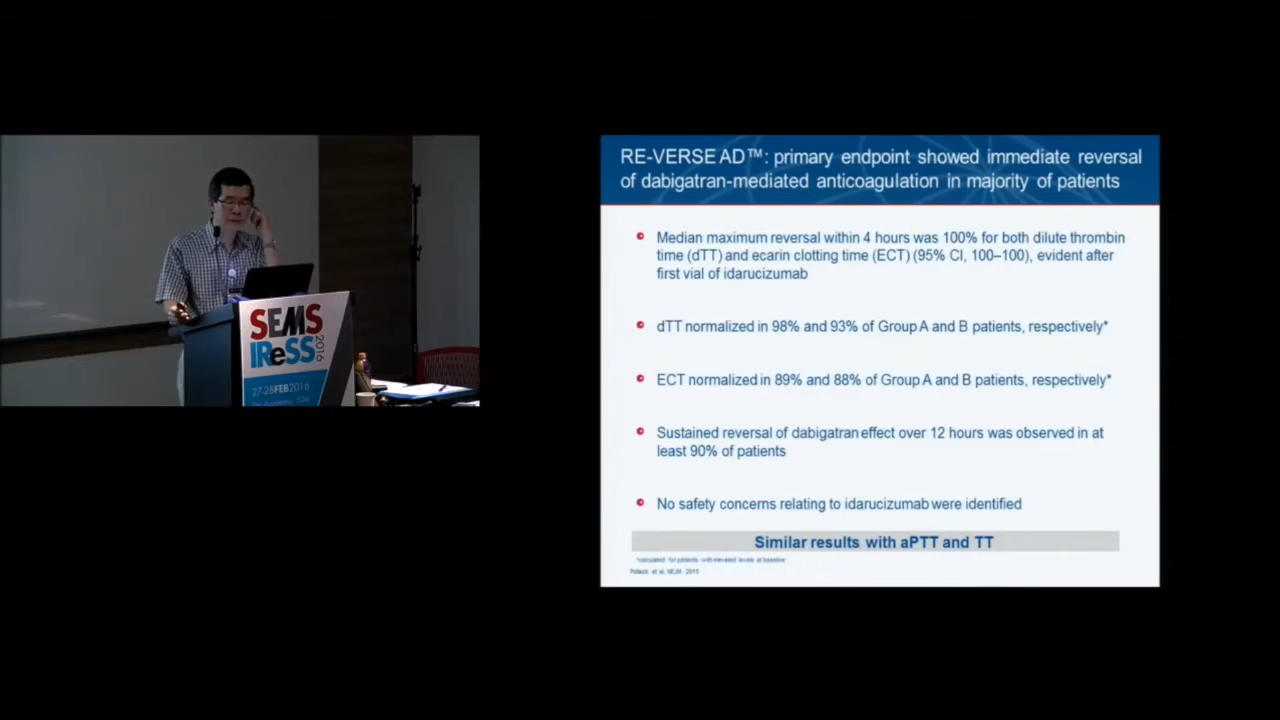 SEMS
IReSS
2016
27-28FEB2016
RE-VERSE AD™: primary endpoint showed immediate reversal
of dabigatran-mediated anticoagulation in majority of patients
Median maximum reversal within 4 hours was 100% for both dilute thrombin
time (dTT) and ecarin clotting time (ECT) (95% CI, 100–100), evident after
first vial of idarucizumab
dTT normalized in 98% and 93% of Group A and B patients, respectively*
ECT normalized in 89% and 88% of Group A and B patients, respectively*
Sustained reversal of dabigatran effect over 12 hours was observed in at
least 90% of patients
No safety concerns relating to idarucizumab were identified
Similar results with aPTT and TT
*calculated for patients with elevated levels at baseline
Pollack et al. NEJM 2015